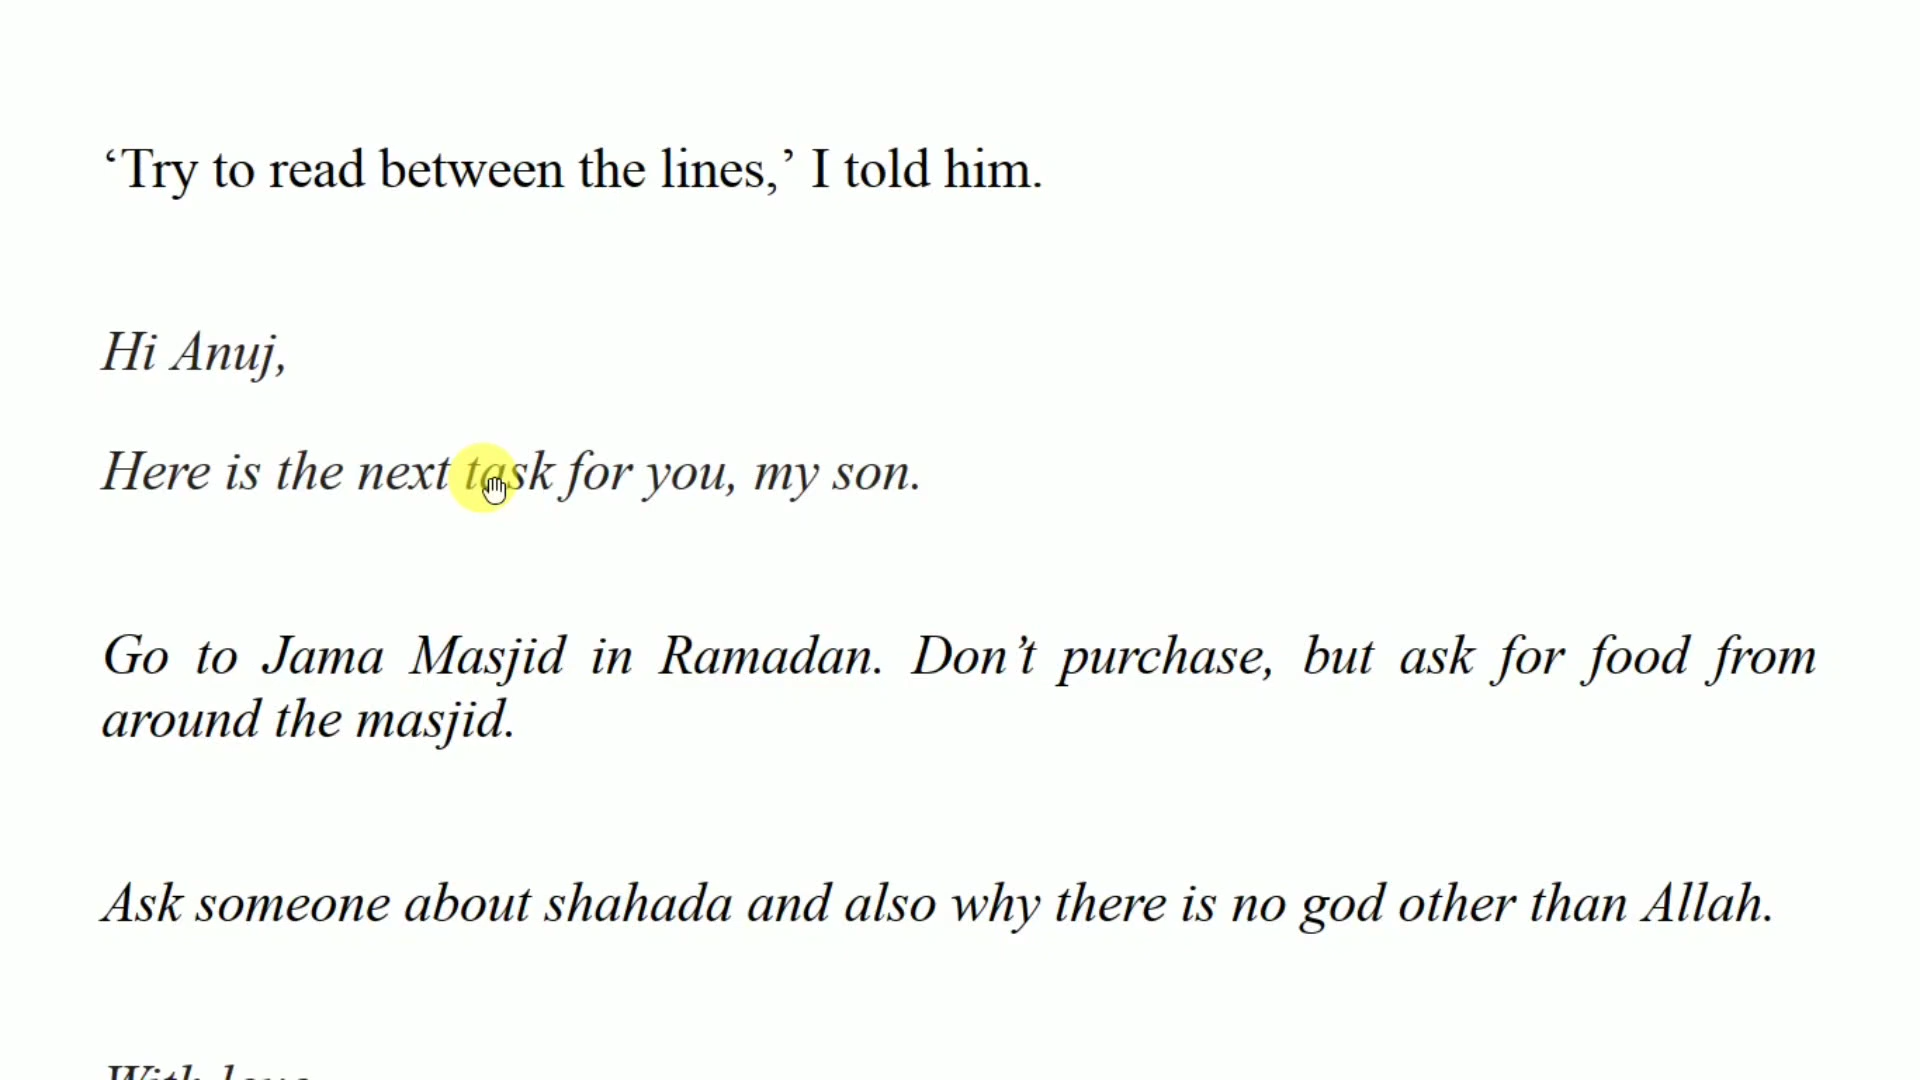 ‘Try to read between the lines,’ I told him.
Hi Anuj,
Here is the next task for you, my son.
Go to Jama Masjid in Ramadan. Don’t purchase, but ask for food from
around the masjid.
Ask someone about shahada and also why there is no god other than Allah.
With love